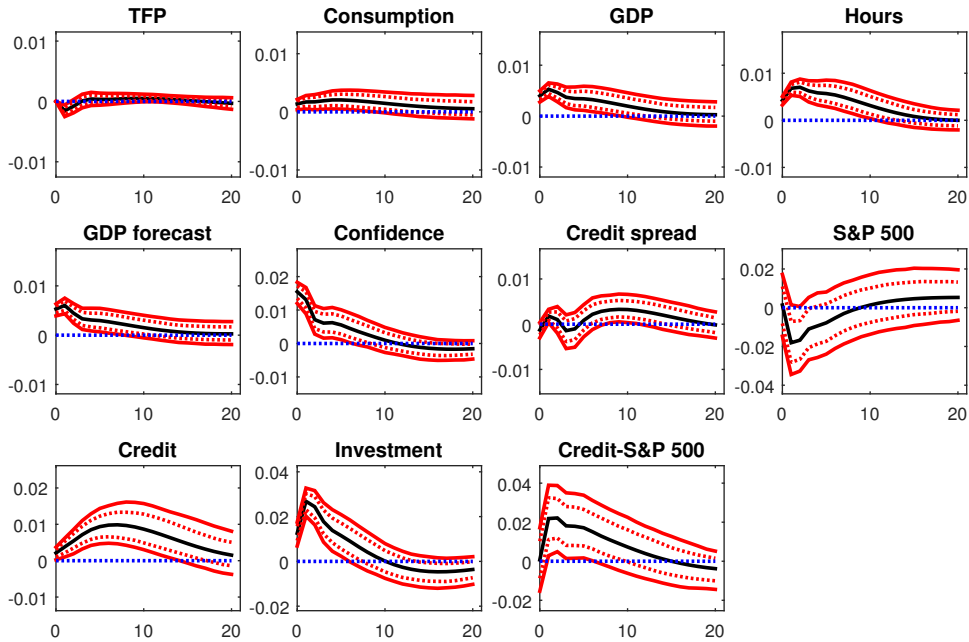 TFP Consumption GDP Hours
0.01 0.01 0.01 0.01
0 0 0 0
-0.01 -0.01 -0.01 -0.01
0 10 20 0 10 20 0 10 20 0 10 20
GDP forecast Confidence Credit spread S&P 500
0.01 0.02 0.01 0.04
0 0.01 0 0.02
-0.01 0 -0.01 0
-0.01 -0.02
-0.04
0 10 20 0 10 20 0 10 20 0 10 20
Credit Investment Credit-S&P 500
0.02 0.04 0.04
0.01 0.02 0.02
0 0 0
-0.01 -0.02 -0.02
0 10 20 0 10 20 0 10 20